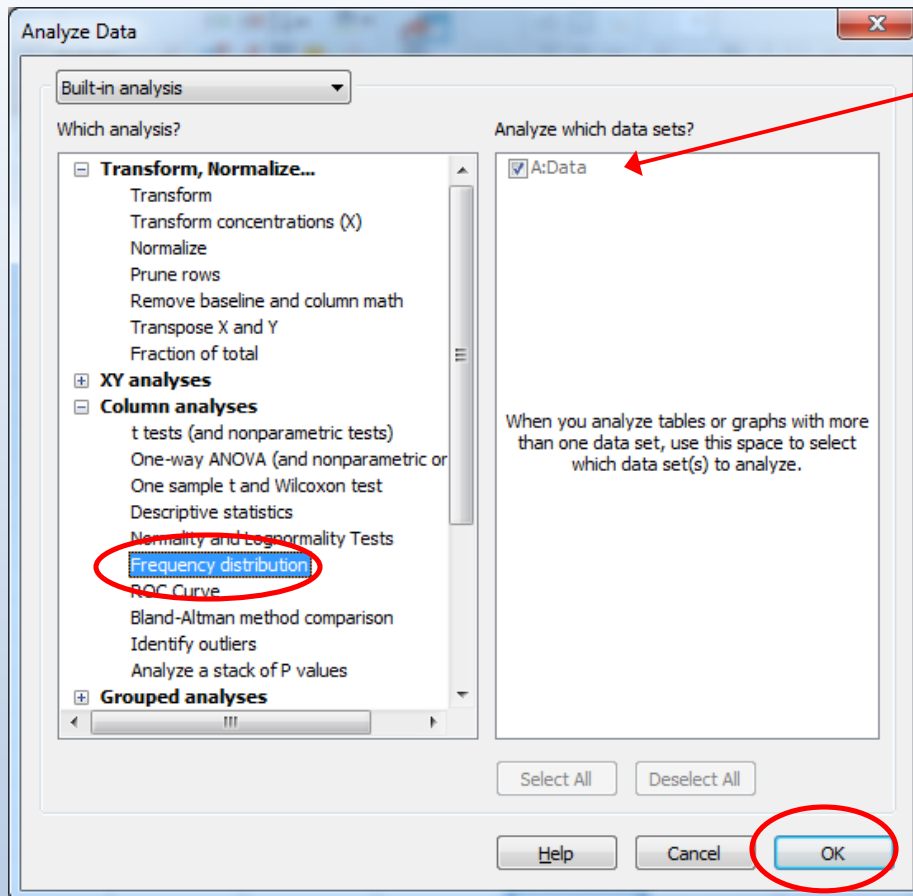 Analyze Data
Built-in analysis
Which analysis?
Transform, Normalize...
Transform
Transform concentrations (X)
Normalize
Prune rows
Remove baseline and column math
Transpose X and Y
Fraction of total
XY analyses
Column analyses
t tests (and nonparametric tests)
One-way ANOVA (and nonparametric or
One sample t and Wilcoxon test
Descriptive statistics
Normality and Lognormality Tests
Frequency distribution
ROC Curve
Bland-Altman method comparison
Identify outliers
Analyze a stack of P values
Grouped analyses
Analyze which data sets?
A:Data
When you analyze tables or graphs with more
than one data set, use this space to select
which data set(s) to analyze.
Select All
Deselect All
Help
Cancel
OK